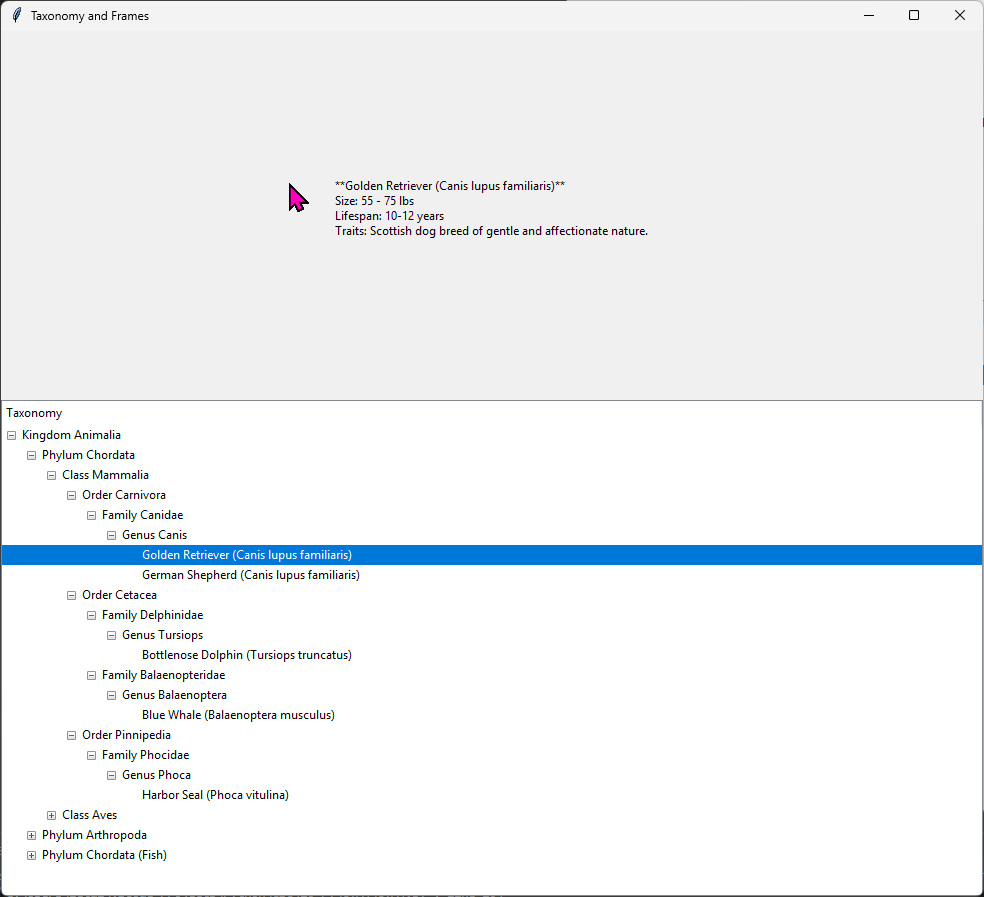 Taxonomy and Frames
**Golden Retriever (Canis lupus familiaris)**
Size: 55 - 75 lbs
Lifespan: 10-12 years
Traits: Scottish dog breed of gentle and affectionate nature.
Taxonomy
Kingdom Animalia
Phylum Chordata
Class Mammalia
Order Carnivora
Family Canidae
Genus Canis
Golden Retriever (Canis lupus familiaris)
German Shepherd (Canis lupus familiaris)
Order Cetacea
Family Delphinidae
Genus Tursiops
Bottlenose Dolphin (Tursiops truncatus)
Family Balaenopteridae
Genus Balaenoptera
Blue Whale (Balaenoptera musculus)
Order Pinnipedia
Family Phocidae
Genus Phoca
Harbor Seal (Phoca vitulina)
Class Aves
Phylum Arthropoda
Phylum Chordata (Fish)